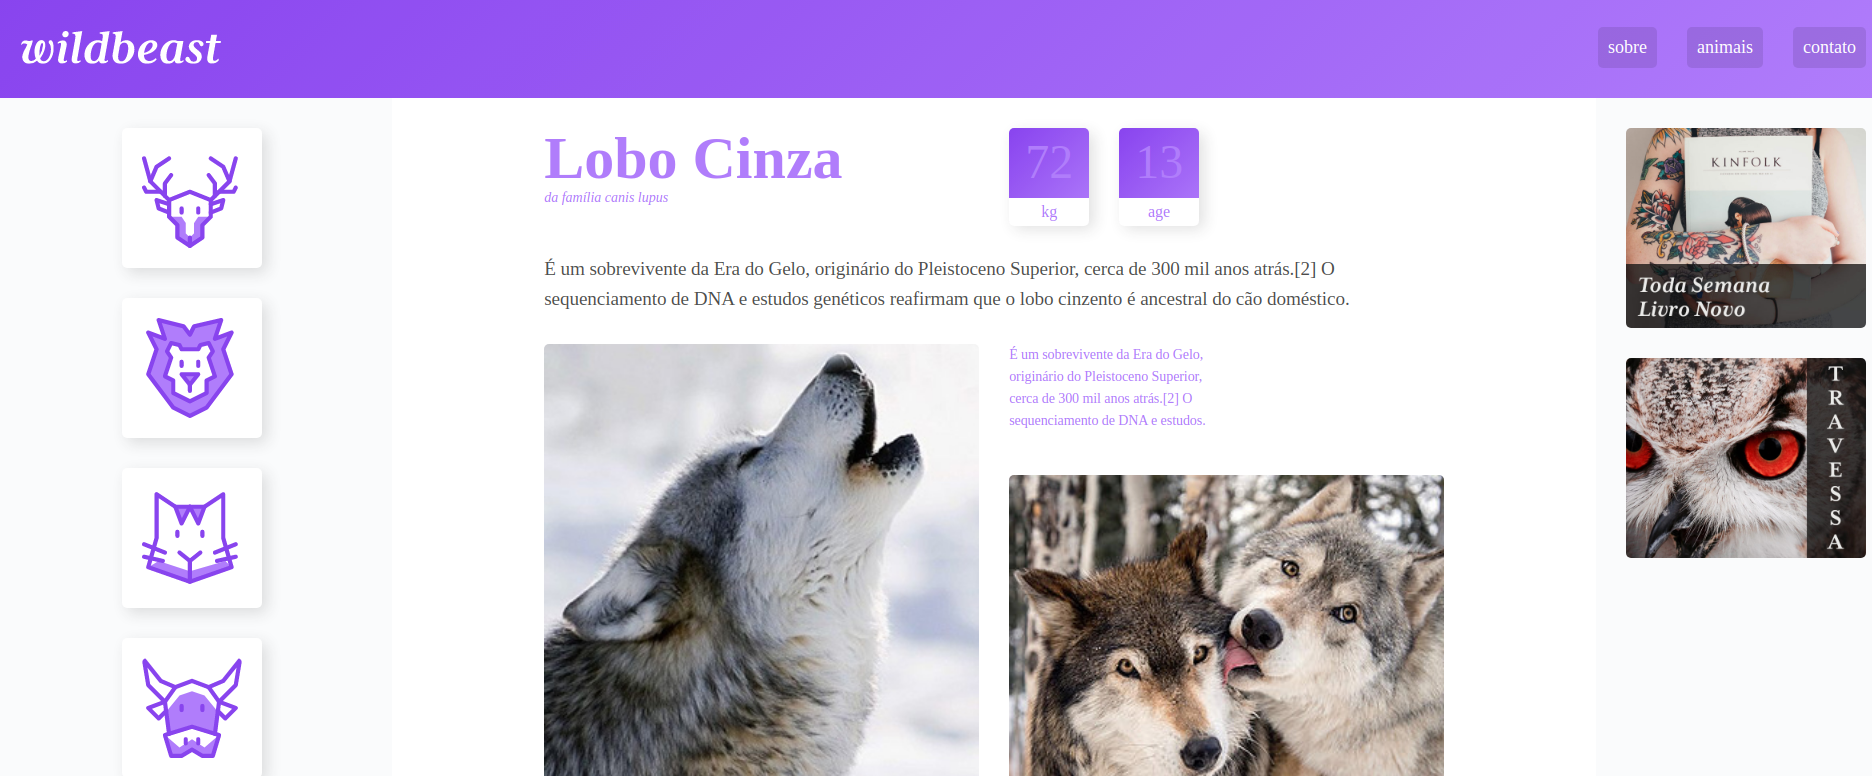 wildbeast
sobre
animais
contato
Lobo Cinza
da família canis lupus
72
kg
13
age
É um sobrevivente da Era do Gelo, originário do Pleistoceno Superior, cerca de 300 mil anos atrás.[2] O
sequenciamento de DNA e estudos genéticos reafirmam que o lobo cinzento é ancestral do cão doméstico.
É um sobrevivente da Era do Gelo,
originário do Pleistoceno Superior,
cerca de 300 mil anos atrás.[2] O
sequenciamento de DNA e estudos.
KINFOLK
Toda Semana
Livro Novo
TRAVESSA